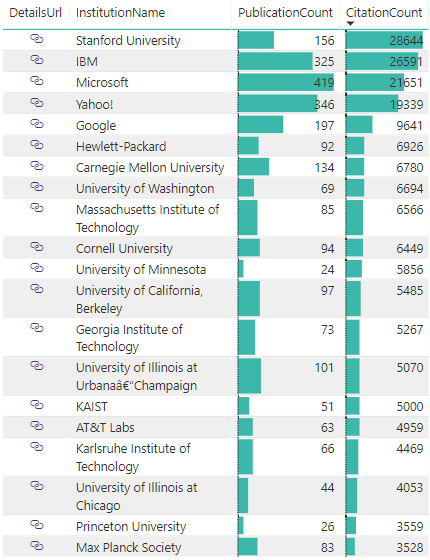 DetailsUrl InstitutionName PublicationCount CitationCount
Stanford University 156 28644
IBM 325 26591
Microsoft 419 21651
Yahoo! 346 19339
Google 197 9641
Hewlett-Packard 92 6926
Carnegie Mellon University 134 6780
University of Washington 69 6694
Massachusetts Institute of 85 6566
Technology
Cornell University 94 6449
University of Minnesota 24 5856
University of California, 97 5485
Berkeley
Georgia Institute of 73 5267
Technology
University of Illinois at 101 5070
Urbanaâ€“Champaign
KAIST 51 5000
AT&T Labs 63 4959
Karlsruhe Institute of 66 4469
Technology
University of Illinois at 44 4053
Chicago
Princeton University 26 3559
Max Planck Society 83 3528